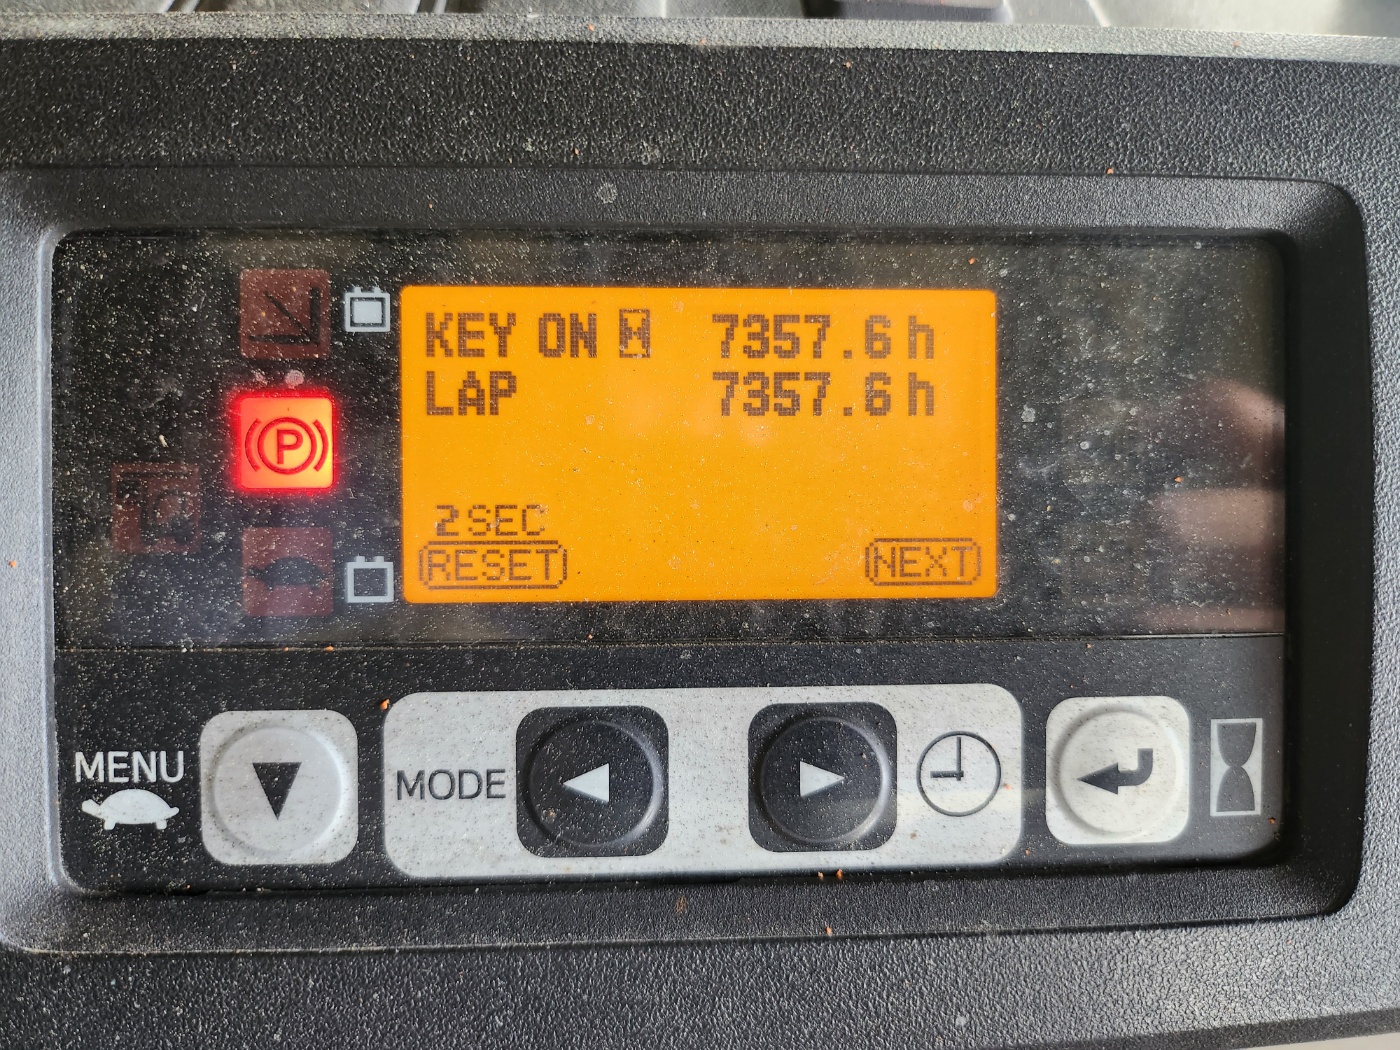 KEY ON 7357.6 h
LAP 7357.6 h
2 SEC
RESET NEXT
P
MENU
MODE